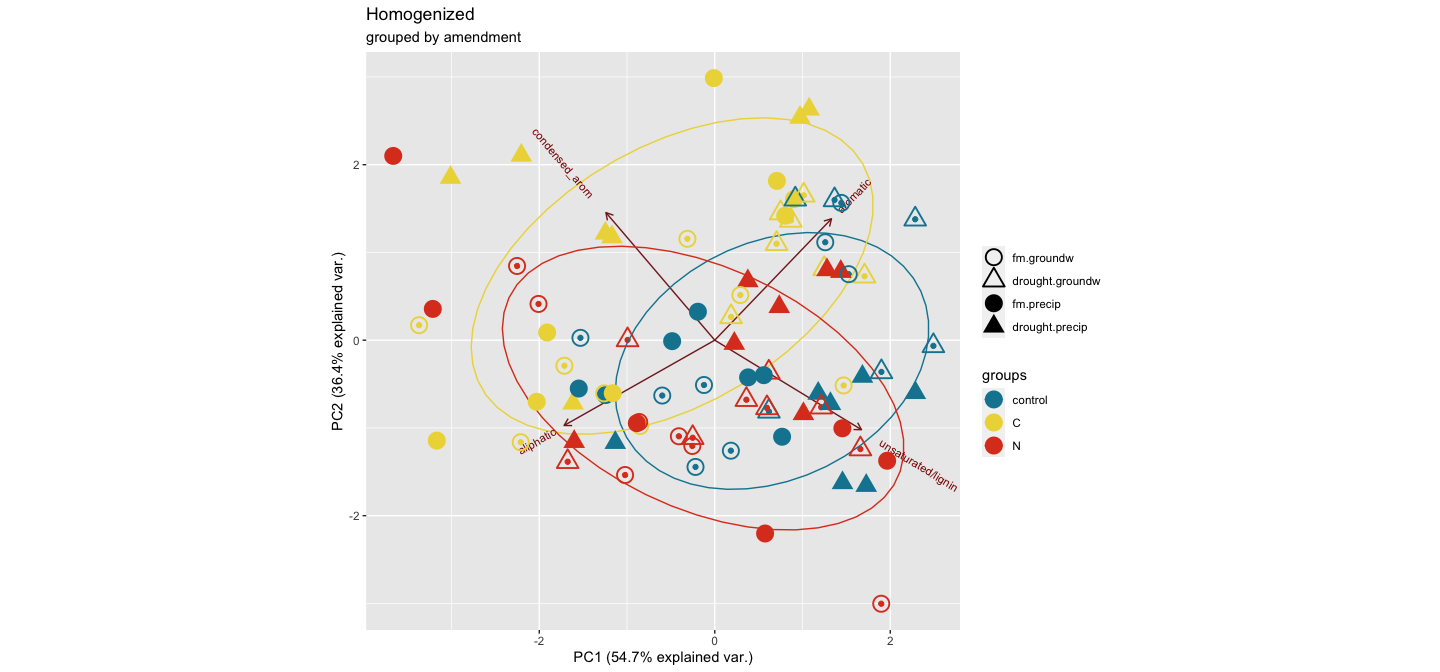 Homogenized
grouped by amendment
condensed_arom
aromatic
aliphatic
unsaturated/lignin
2
0
-2
-2
0
2
PC1 (54.7% explained var.)
PC2 (36.4% explained var.)
fm.groundw
drought.groundw
fm.precip
drought.precip
groups
control
C
N